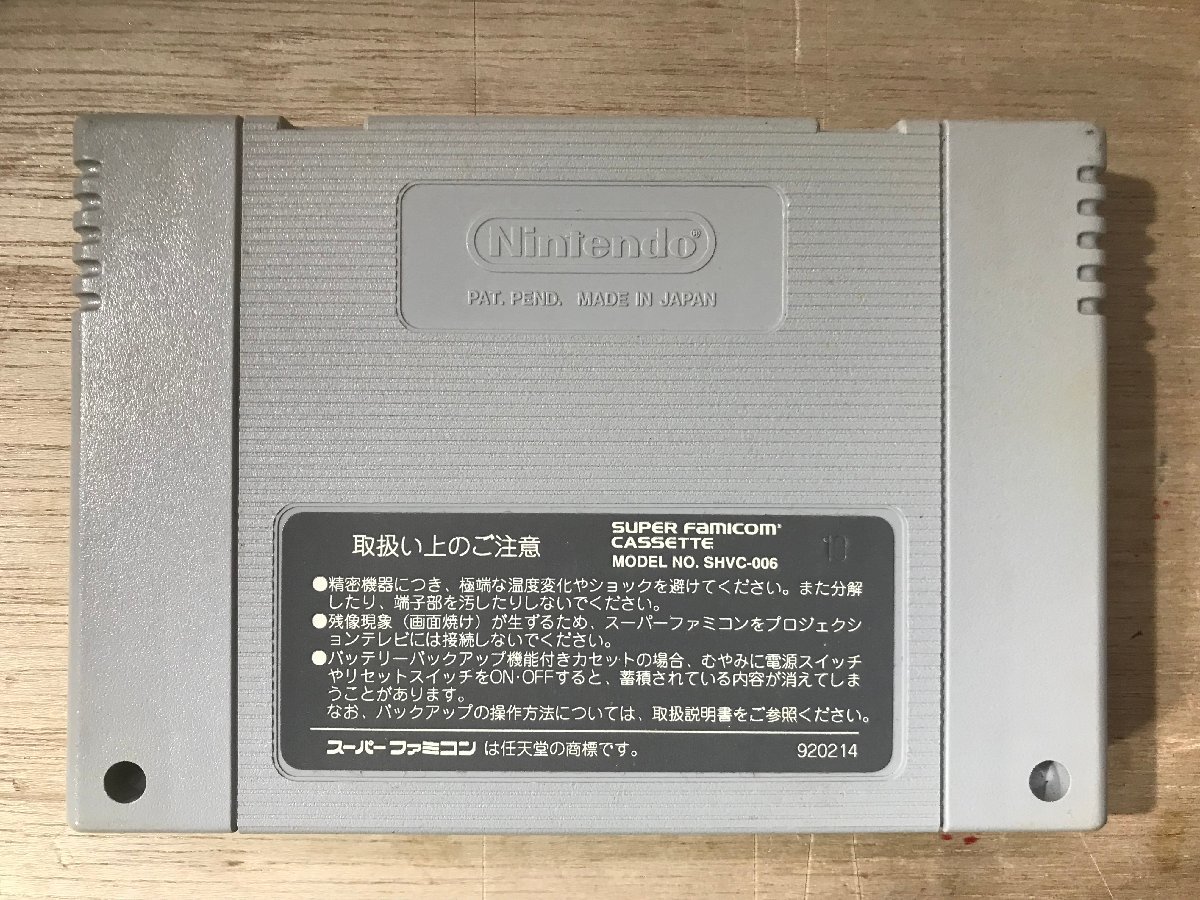 Nintendo®
PAT. PEND. MADE IN JAPAN
取扱い上のご注意
SUPER FAMICOM
CASSETTE
MODEL NO. SHVC-006
●精密機器につき、極端な温度変化やショックを避けてください。また分解
したり、端子部を汚したりしないでください。
●残像現象(画面焼け)が生ずるため、スーパーファミコンをプロジェクシ
ョンテレビには接続しないでください。
●バッテリーバックアップ機能付きカセットの場合、むやみに電源スイッチ
やリセットスイッチをON·OFFすると、蓄積されている内容が消えてしま
うことがあります。
なお、バックアップの操作方法については、取扱説明書をご参照ください。
スーパーファミコン は任天堂の商標です。
920214